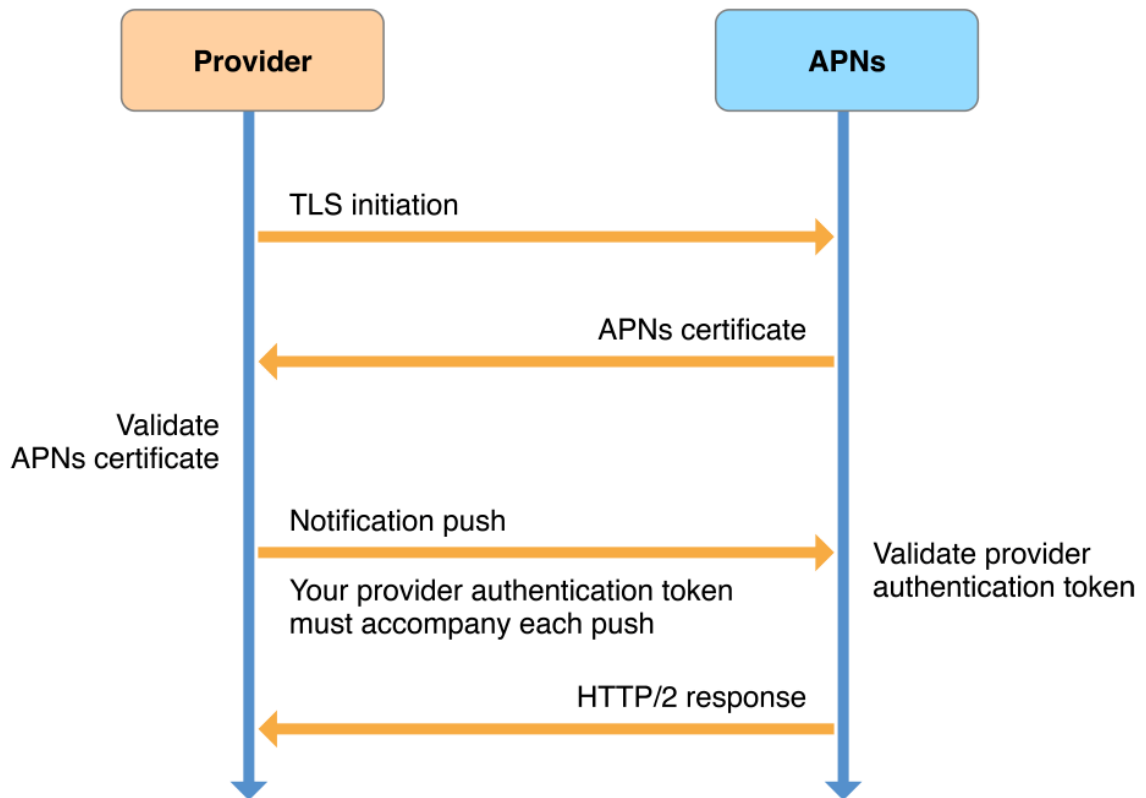 Provider
APNs
TLS initiation
APNs certificate
Validate
APNs certificate
Notification push
Your provider authentication token
must accompany each push
Validate provider
authentication token
HTTP/2 response